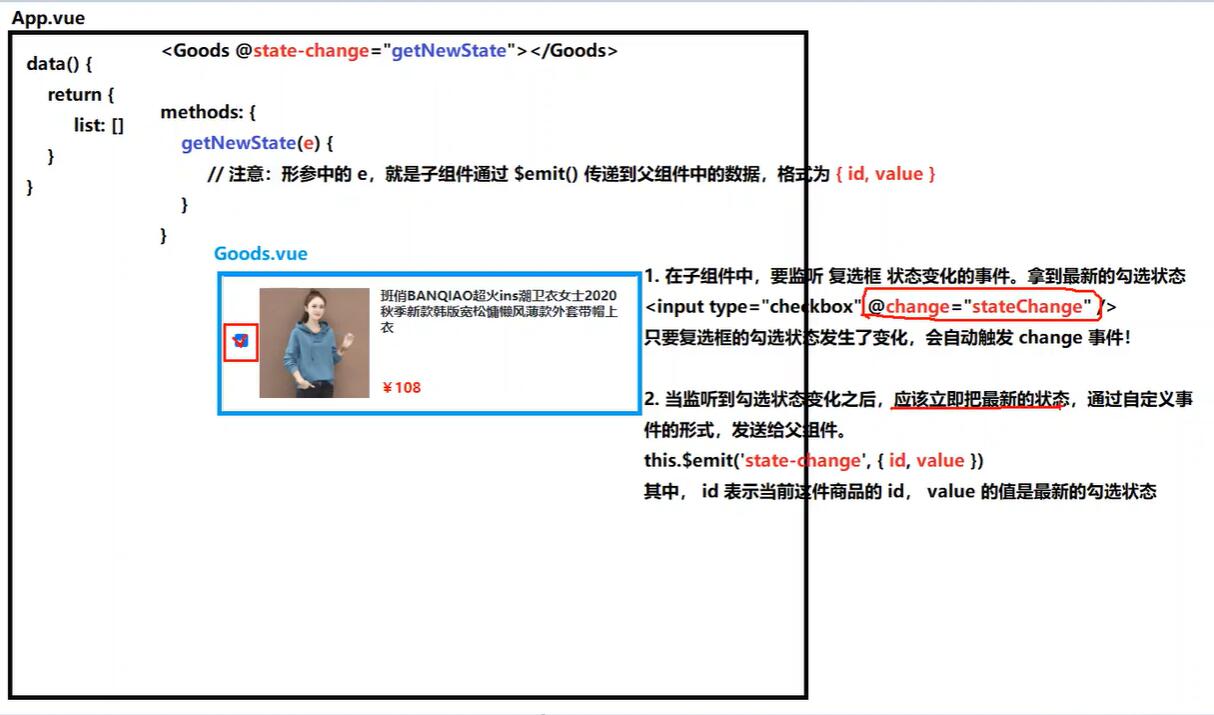 App.vue
<Goods @state-change="getNewState"></Goods>
data() {
return {
list: []
}
}
methods: {
getNewState(e) {
// 注意：形参中的 e，就是子组件通过 $emit() 传递到父组件中的数据，格式为 { id, value }
}
}
Goods.vue
班俏BANQIAO超火ins潮卫衣女士2020
秋季新款韩版宽松慵懒风薄款外套带帽上
衣
￥108
1. 在子组件中，要监听 复选框 状态变化的事件。拿到最新的勾选状态
<input type="checkbox" @change="stateChange" />
只要复选框的勾选状态发生了变化，会自动触发 change 事件！
2. 当监听到勾选状态变化之后，应该立即把最新的状态，通过自定义事
件的形式，发送给父组件。
this.$emit('state-change', { id, value })
其中， id 表示当前这件商品的 id， value 的值是最新的勾选状态